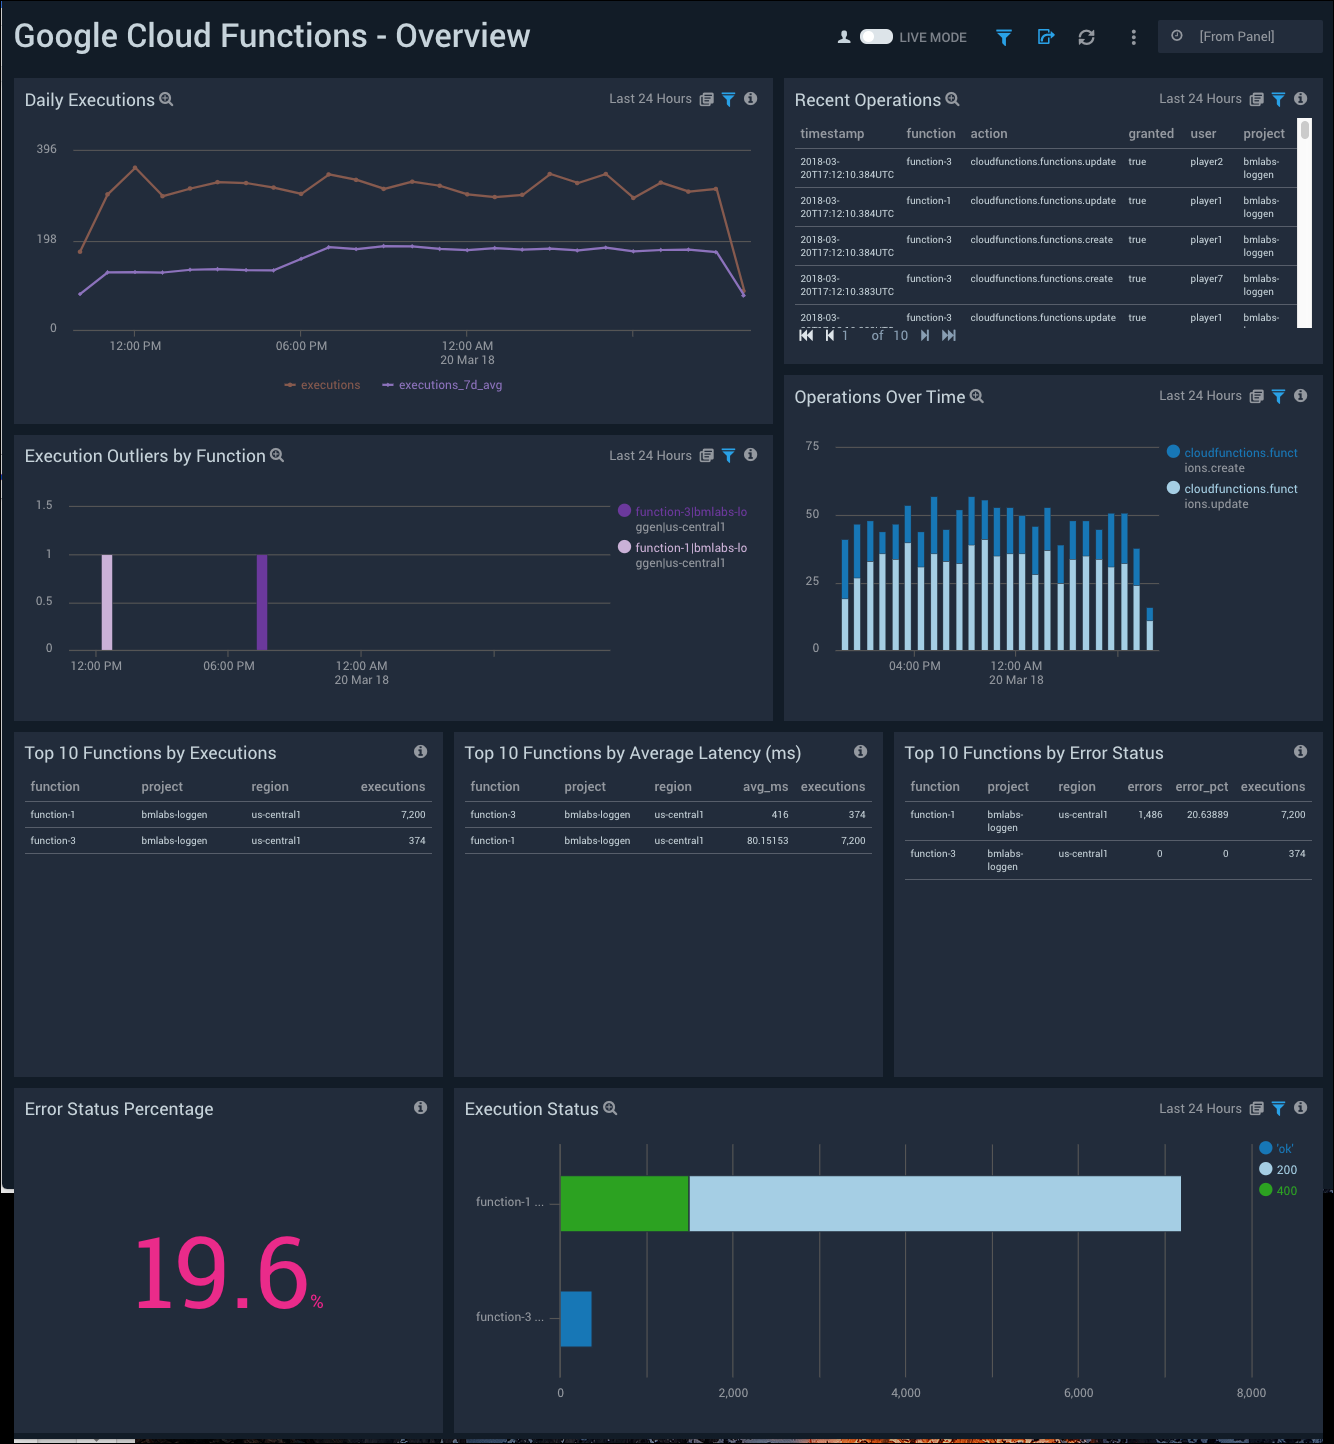 Google Cloud Functions - Overview
LIVE MODE
[From Panel]
Daily Executions
Last 24 Hours
396
198
0
12:00 PM
06:00 PM
12:00 AM
20 Mar 18
executions
executions_7d_avg
Recent Operations
Last 24 Hours
timestamp function action granted user project
2018-03-
20T17:12:10.384UTC function-3 cloudfunctions.functions.update true player2 bmlabs-
loggen
2018-03-
20T17:12:10.384UTC function-1 cloudfunctions.functions.update true player1 bmlabs-
loggen
2018-03-
20T17:12:10.384UTC function-3 cloudfunctions.functions.create true player1 bmlabs-
loggen
2018-03-
20T17:12:10.383UTC function-3 cloudfunctions.functions.create true player7 bmlabs-
loggen
2018-03- function-3 cloudfunctions.functions.update true player1 bmlabs-
loggen
1 of 10
Execution Outliers by Function
Last 24 Hours
1.5
1
0.5
0
12:00 PM
06:00 PM
12:00 AM
20 Mar 18
function-3|bmlabs-lo
ggen|us-central1
function-1|bmlabs-lo
ggen|us-central1
Operations Over Time
Last 24 Hours
75
50
25
0
04:00 PM
12:00 AM
20 Mar 18
cloudfunctions.funct
ions.create
cloudfunctions.funct
ions.update
Top 10 Functions by Executions
function project region executions
function-1 bmlabs-loggen us-central1 7,200
function-3 bmlabs-loggen us-central1 374
Top 10 Functions by Average Latency (ms)
function project region avg_ms executions
function-3 bmlabs-loggen us-central1 416 374
function-1 bmlabs-loggen us-central1 80.15153 7,200
Top 10 Functions by Error Status
function project region errors error_pct executions
function-1 bmlabs-
loggen us-central1 1,486 20.63889 7,200
function-3 bmlabs-
loggen us-central1 0 0 374
Error Status Percentage
19.6%
Execution Status
Last 24 Hours
function-1 ...
function-3 ...
0
2,000
4,000
6,000
8,000
'ok'
200
400